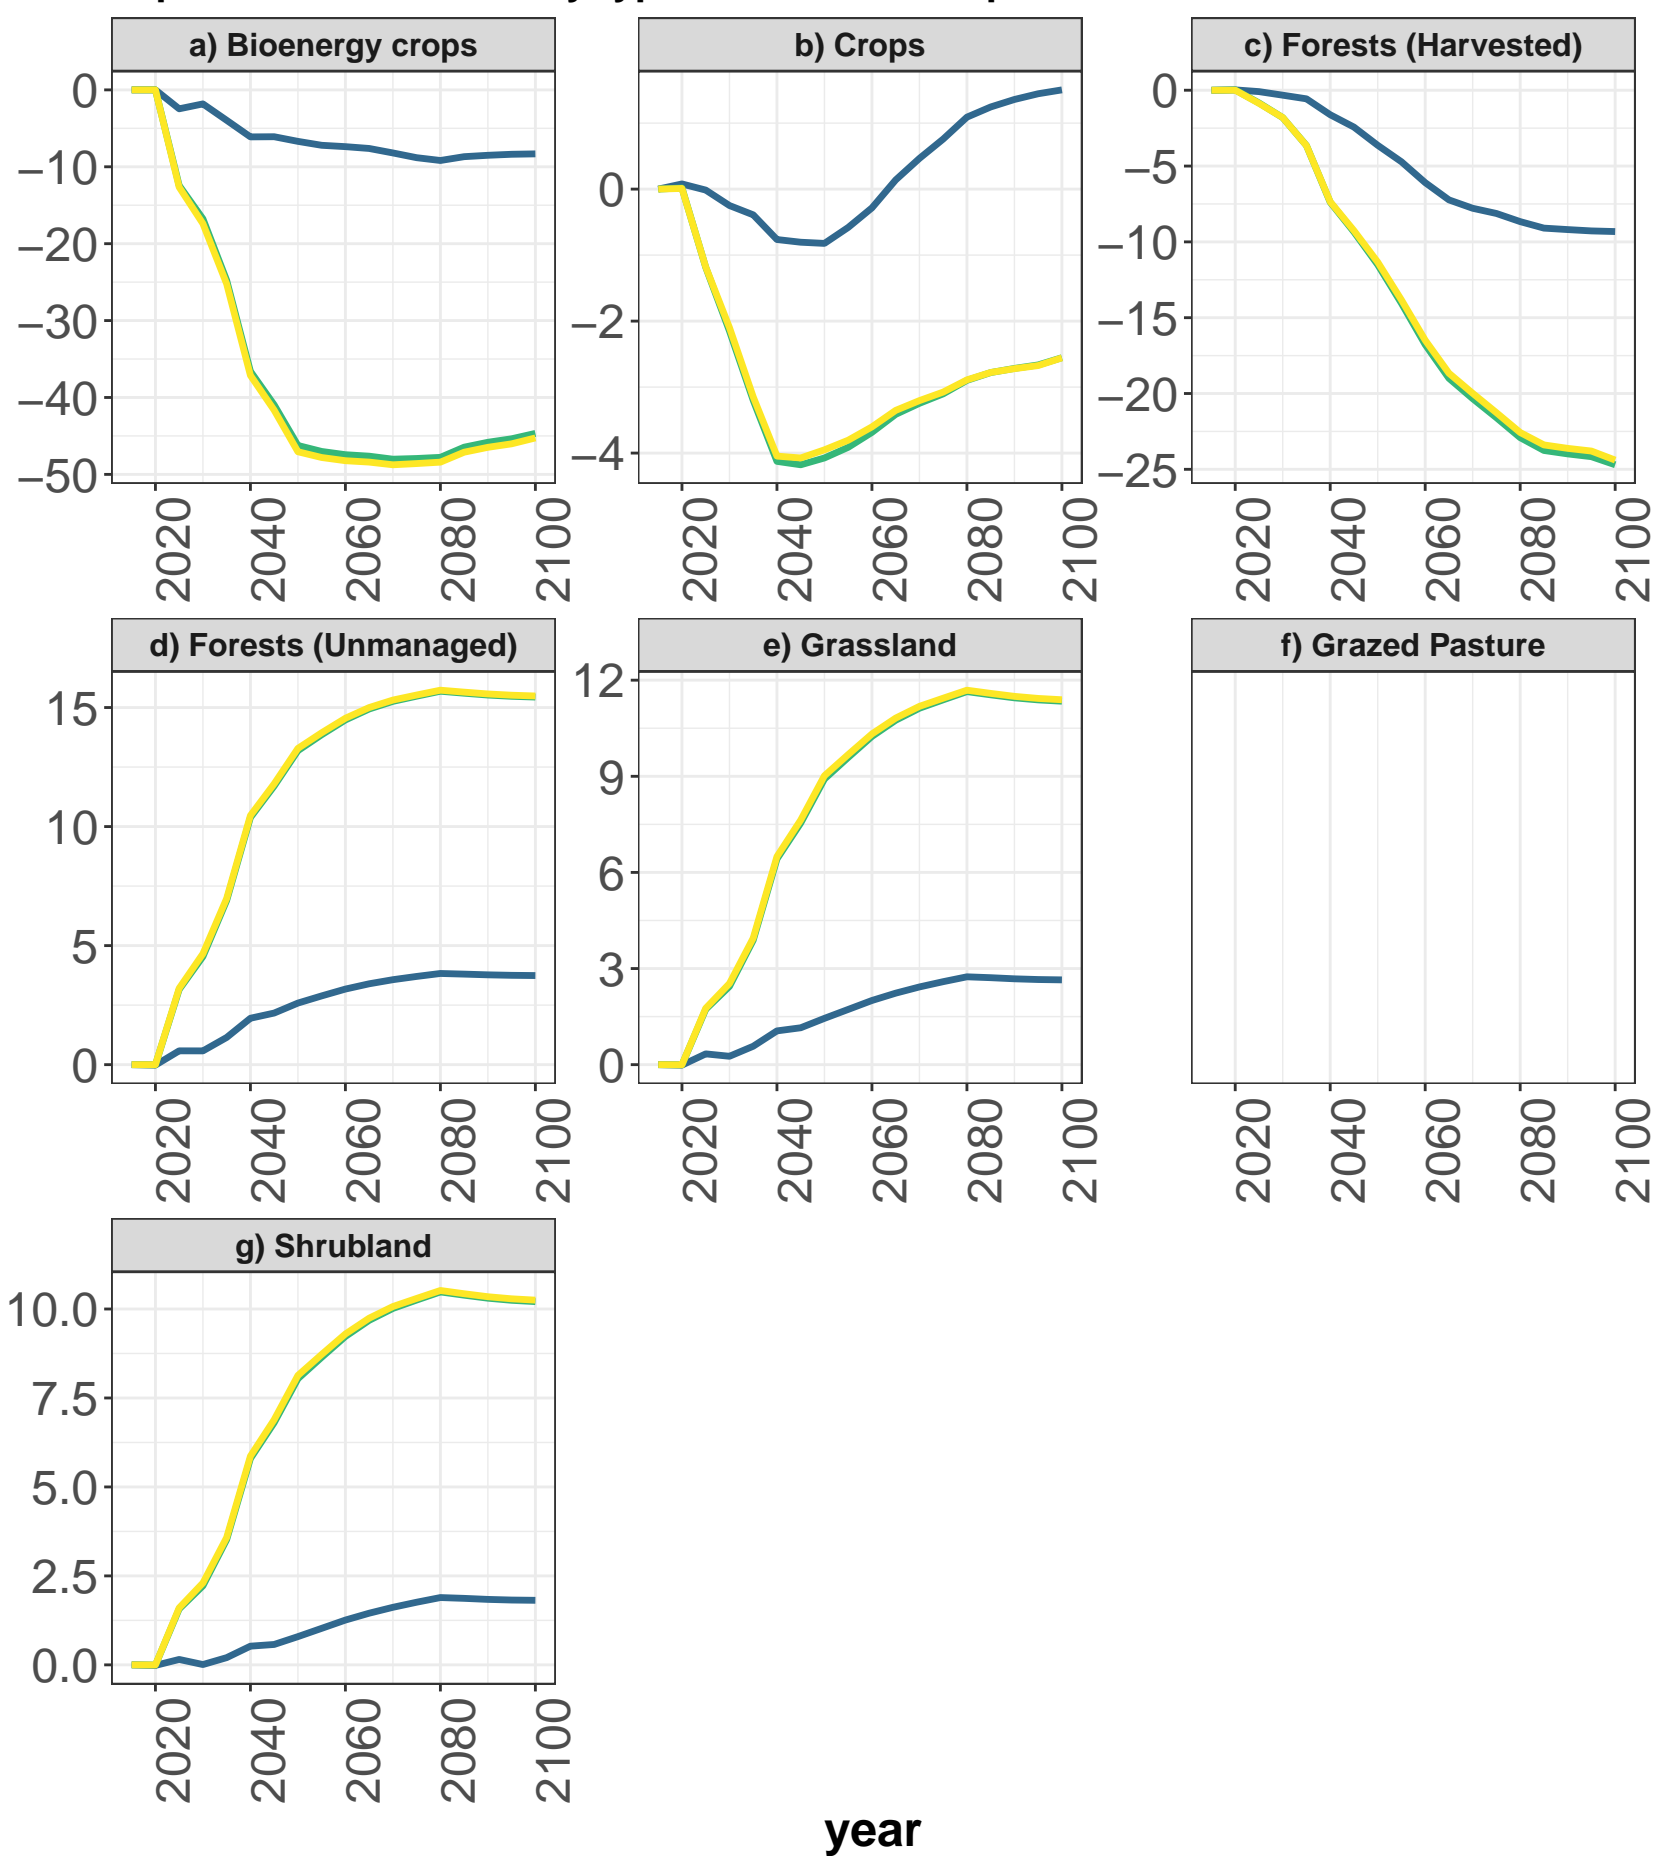 a) Bioenergy crops
b) Crops
c) Forests (Harvested)
0
−10
−20
−30
−40
−50
0
−2
−4
0
−5
−10
−15
−20
−25
2020 2040 2060 2080 2100
2020 2040 2060 2080 2100
2020 2040 2060 2080 2100
d) Forests (Unmanaged)
e) Grassland
f) Grazed Pasture
15
10
5
0
12
9
6
3
0
2020 2040 2060 2080 2100
2020 2040 2060 2080 2100
2020 2040 2060 2080 2100
g) Shrubland
10.0
7.5
5.0
2.5
0.0
2020 2040 2060 2080 2100
year